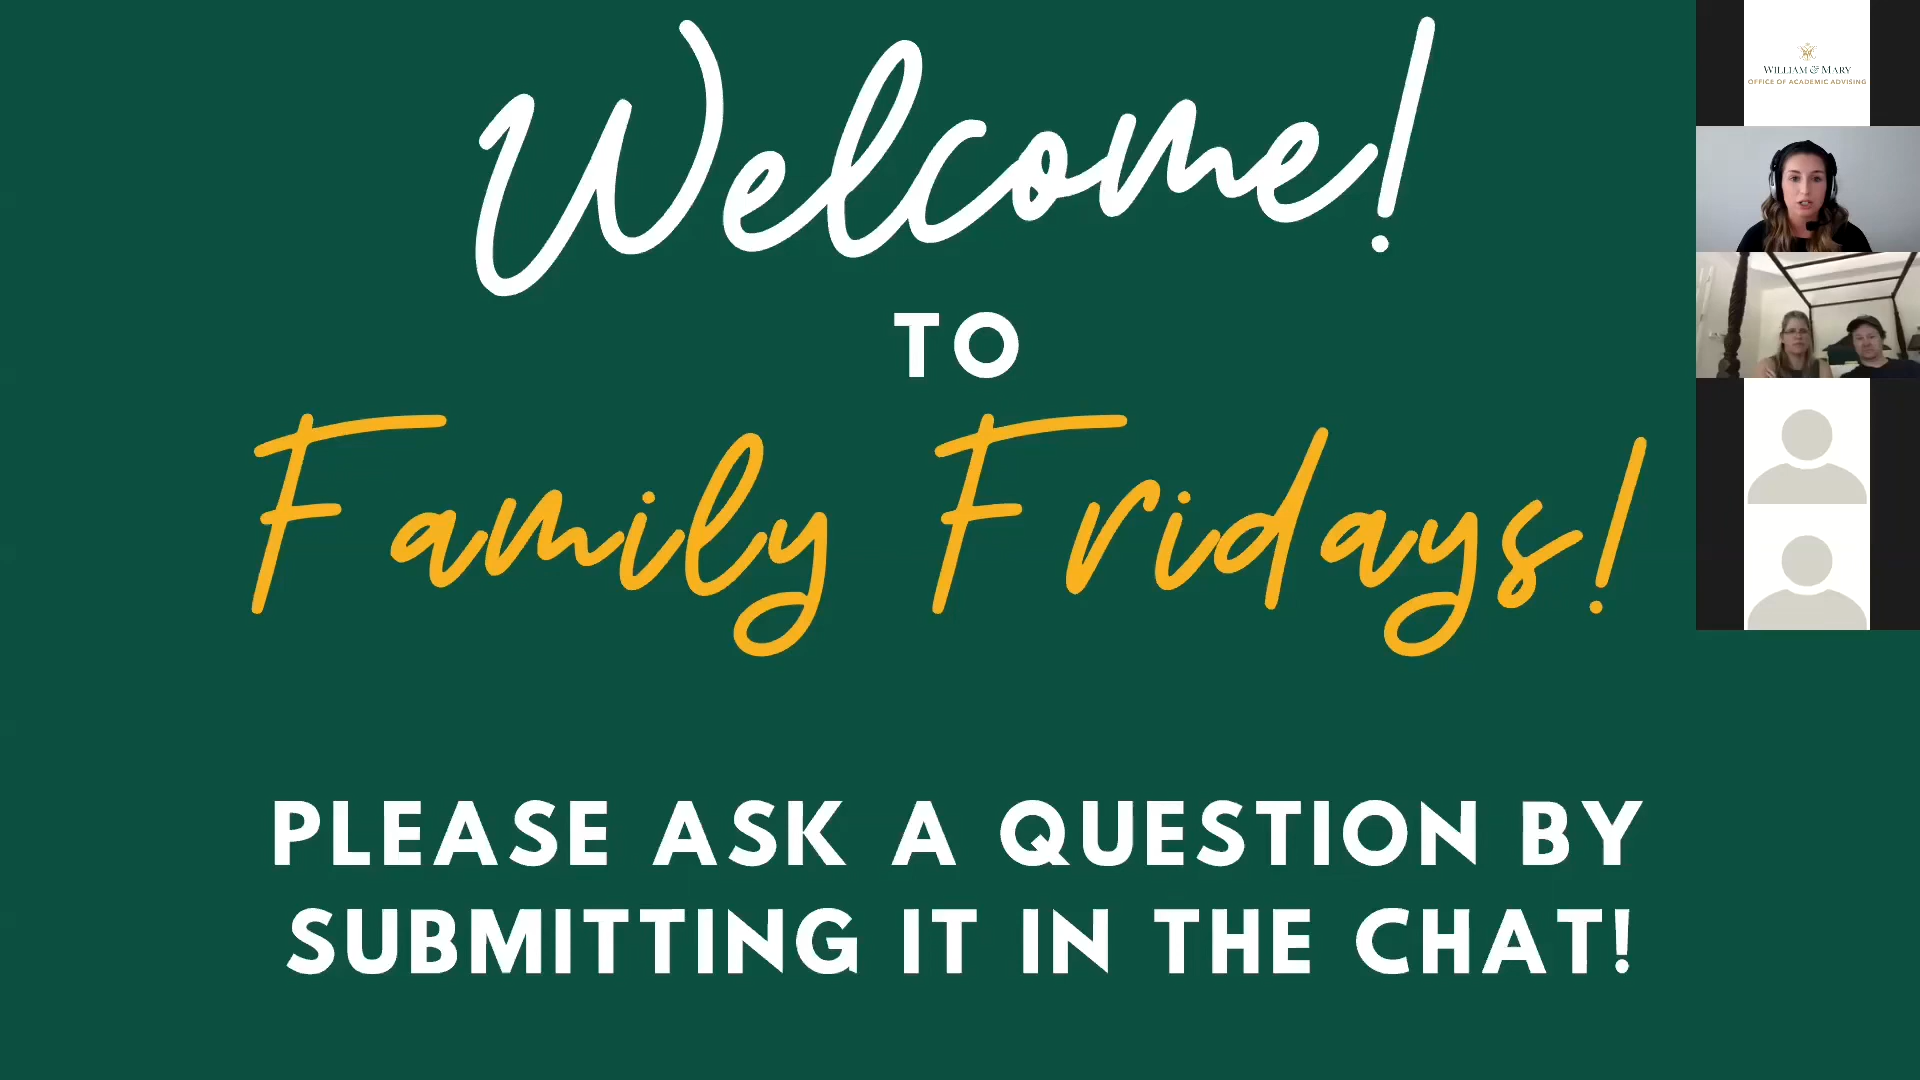 Welcome!
TO
Family Fridays!
PLEASE ASK A QUESTION BY
SUBMITTING IT IN THE CHAT!
WILLIAM & MARY
OFFICE OF ACADEMIC ADVISING